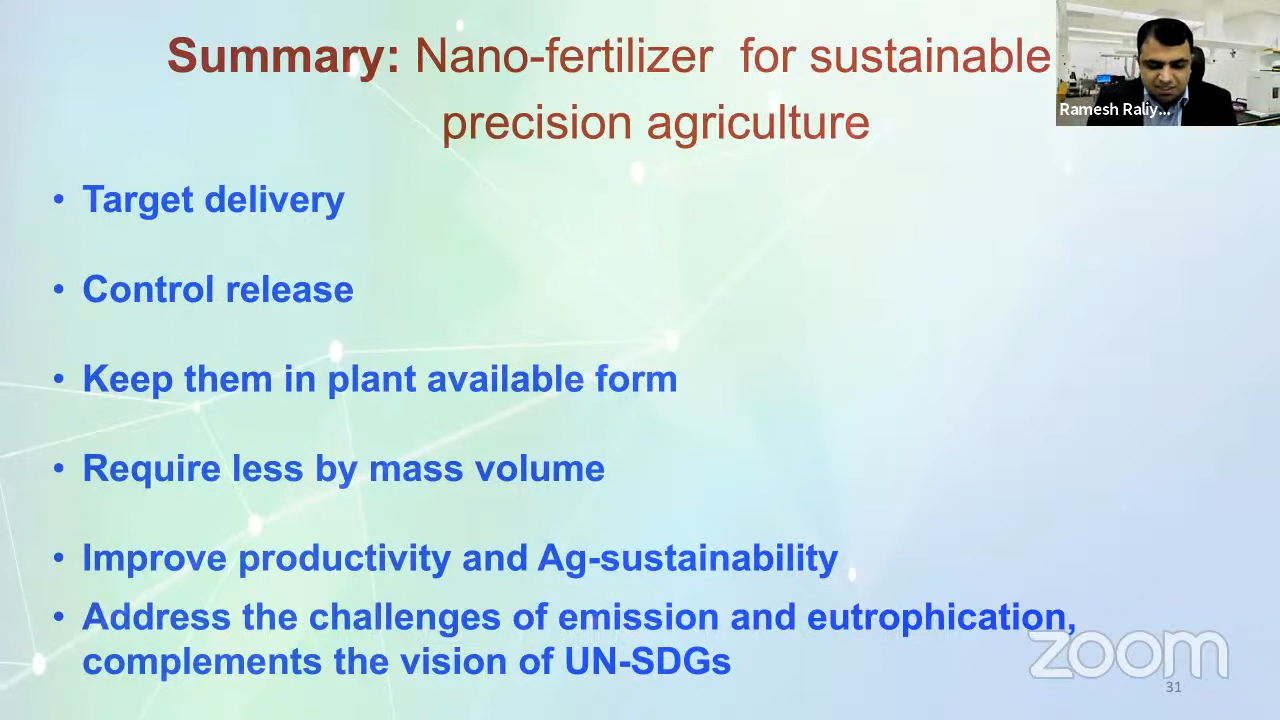 Summary: Nano-fertilizer for sustainable
precision agriculture
Ramesh Raliy...
• Target delivery
• Control release
• Keep them in plant available form
• Require less by mass volume
• Improve productivity and Ag-sustainability
• Address the challenges of emission and eutrophication,
complements the vision of UN-SDGs
zoom
31